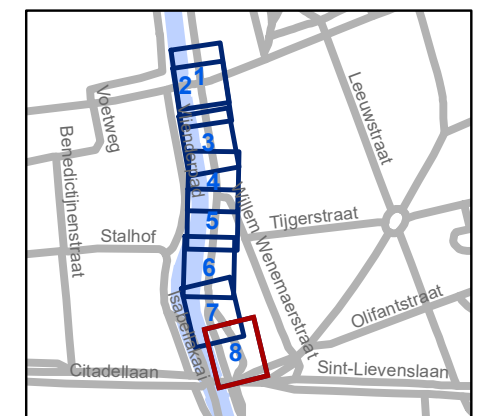 1
2
Leeuwstraat
Voetweg
Vlaanderpad
3
Benedictijnenstraat
4
Willem Wenemaerstraat
5
Tijgerstraat
Stalhof
6
Isabellakaai
7
Olifantstraat
8
Citadellaan
Sint-Lievenslaan